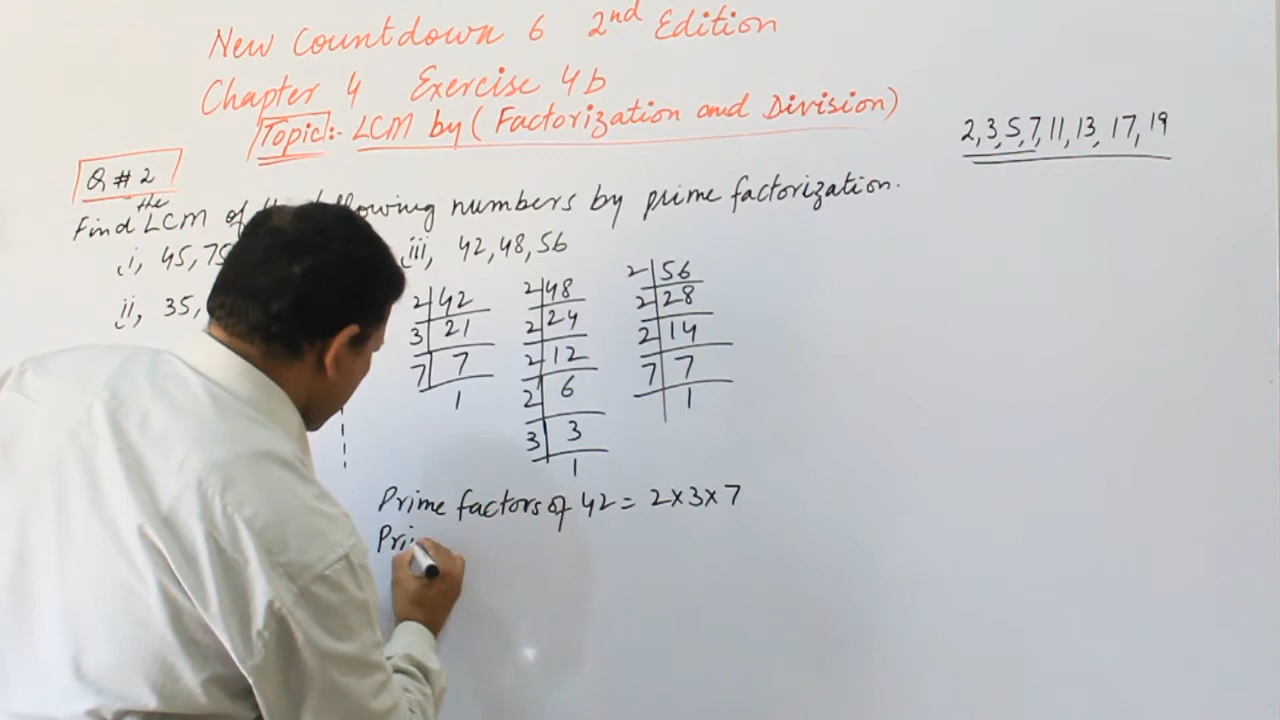 New Countdown 6 2nd Edition
Chapter 4 Exercise 4b
Topic:- LCM by (Factorization and Division)
2,3,5,7,11,13,17,19
Q # 2
Find the LCM of following numbers by prime factorization.
i, 45,75
iii, 42,48,56
ii, 35,
2 42
3 21
7 7
1
2 48
2 24
2 12
2 6
3 3
1
2 56
2 28
2 14
7 7
1
Prime factors of 42 = 2×3×7
Pri